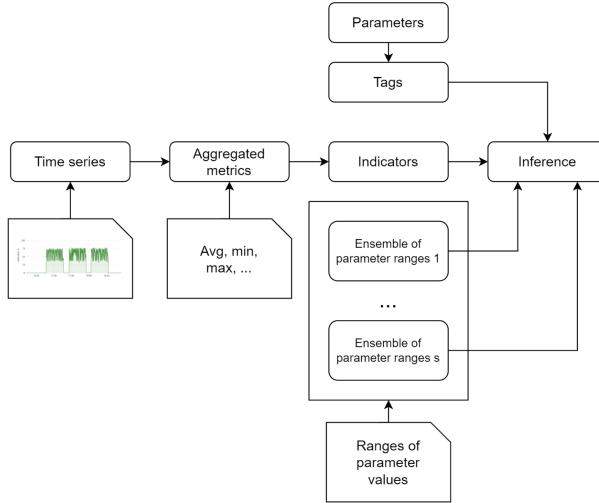 Parameters
Tags
Time series
Aggregated
metrics
Indicators
Inference
Avg, min,
max, ...
Ensemble of
parameter ranges 1
...
Ensemble of
parameter ranges s
Ranges of
parameter
values